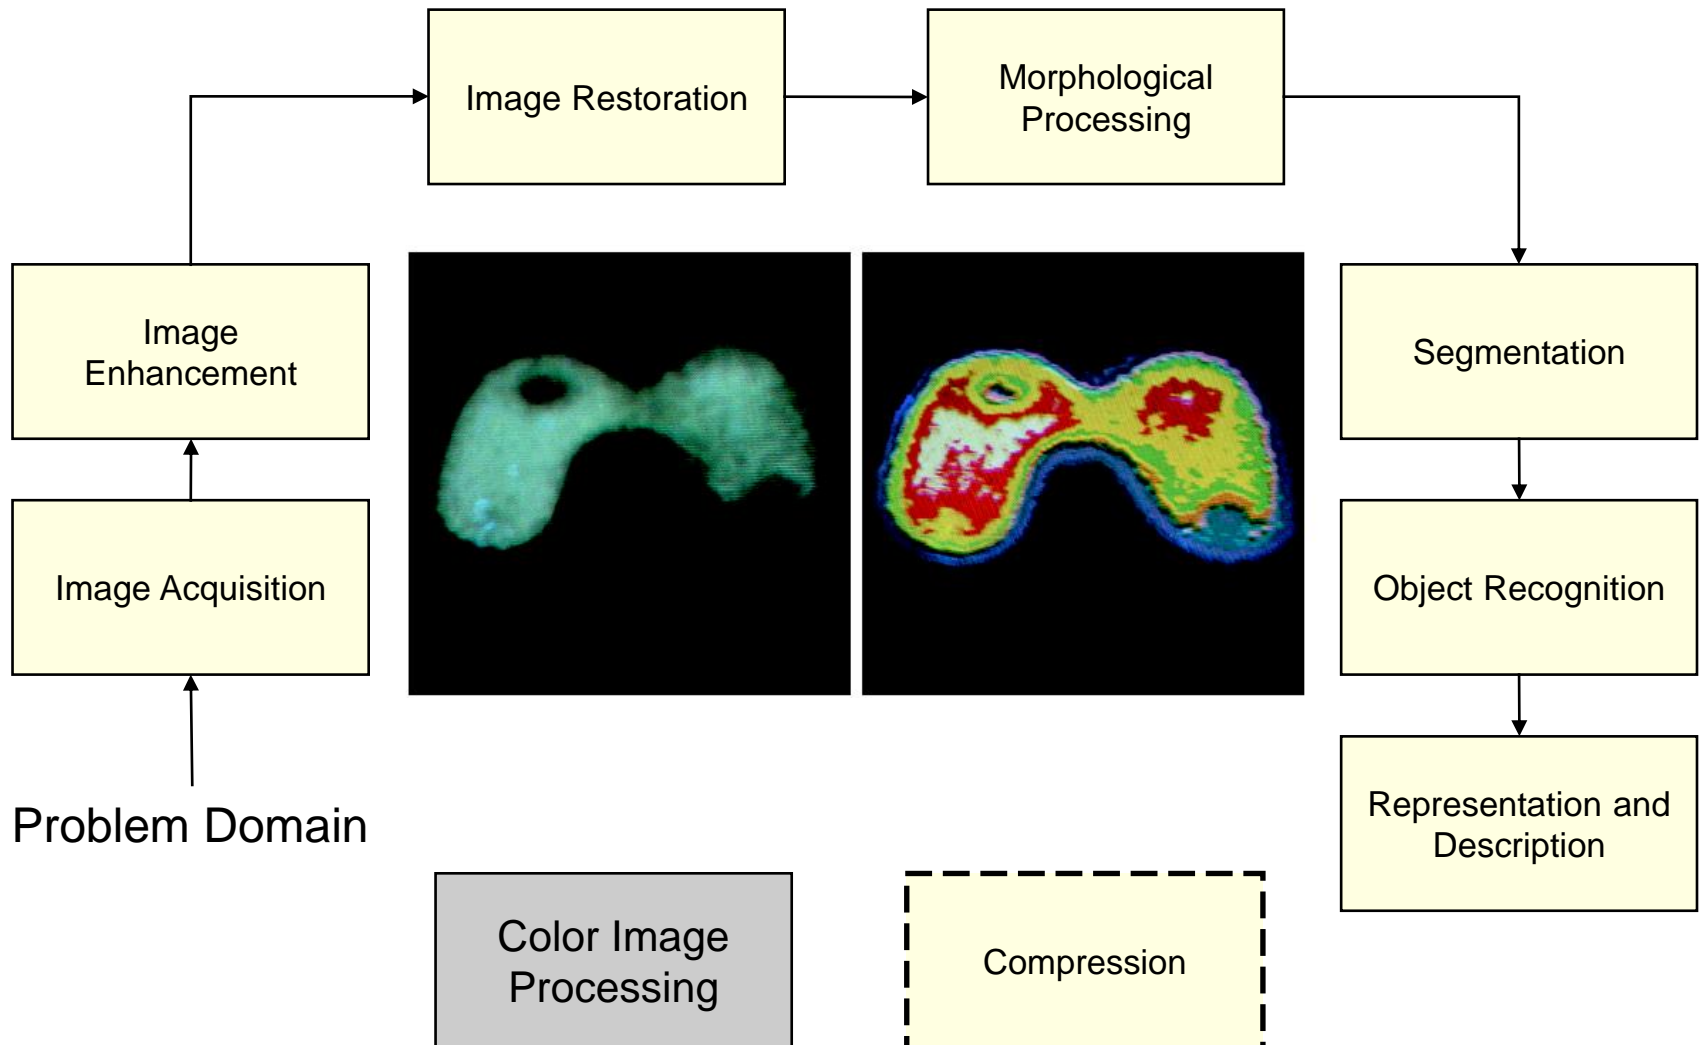 Image Restoration
Morphological
Processing
Image
Enhancement
Segmentation
Image Acquisition
Object Recognition
Problem Domain
Representation and
Description
Color Image
Processing
Compression